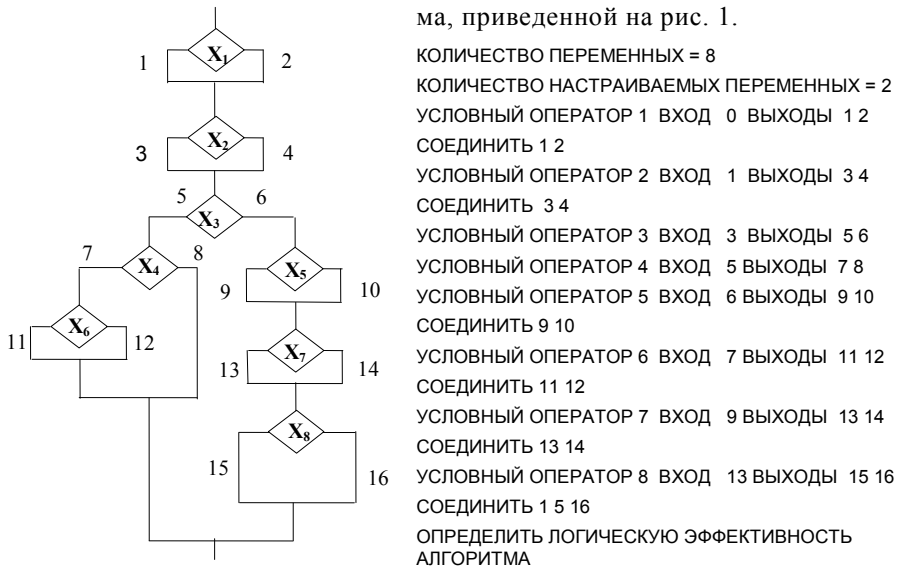 ма, приведенной на рис. 1.
X₁
1 2
X₂
3 4
5 6
X₃
7 8
X₄
X₅
9 10
X₆
11 12
X₇
13 14
X₈
15 16
КОЛИЧЕСТВО ПЕРЕМЕННЫХ = 8
КОЛИЧЕСТВО НАСТРАИВАЕМЫХ ПЕРЕМЕННЫХ = 2
УСЛОВНЫЙ ОПЕРАТОР 1 ВХОД 0 ВЫХОДЫ 1 2
СОЕДИНИТЬ 1 2
УСЛОВНЫЙ ОПЕРАТОР 2 ВХОД 1 ВЫХОДЫ 3 4
СОЕДИНИТЬ 3 4
УСЛОВНЫЙ ОПЕРАТОР 3 ВХОД 3 ВЫХОДЫ 5 6
УСЛОВНЫЙ ОПЕРАТОР 4 ВХОД 5 ВЫХОДЫ 7 8
УСЛОВНЫЙ ОПЕРАТОР 5 ВХОД 6 ВЫХОДЫ 9 10
СОЕДИНИТЬ 9 10
УСЛОВНЫЙ ОПЕРАТОР 6 ВХОД 7 ВЫХОДЫ 11 12
СОЕДИНИТЬ 11 12
УСЛОВНЫЙ ОПЕРАТОР 7 ВХОД 9 ВЫХОДЫ 13 14
СОЕДИНИТЬ 13 14
УСЛОВНЫЙ ОПЕРАТОР 8 ВХОД 13 ВЫХОДЫ 15 16
СОЕДИНИТЬ 1 5 16
ОПРЕДЕЛИТЬ ЛОГИЧЕСКУЮ ЭФФЕКТИВНОСТЬ
АЛГОРИТМА